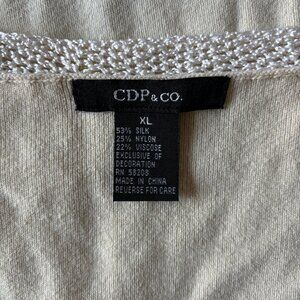 CDP & CO.
XL
53% SILK
25% NYLON
22% VISCOSE
EXCLUSIVE OF
DECORATION
RN 58208
MADE IN CHINA
REVERSE FOR CARE